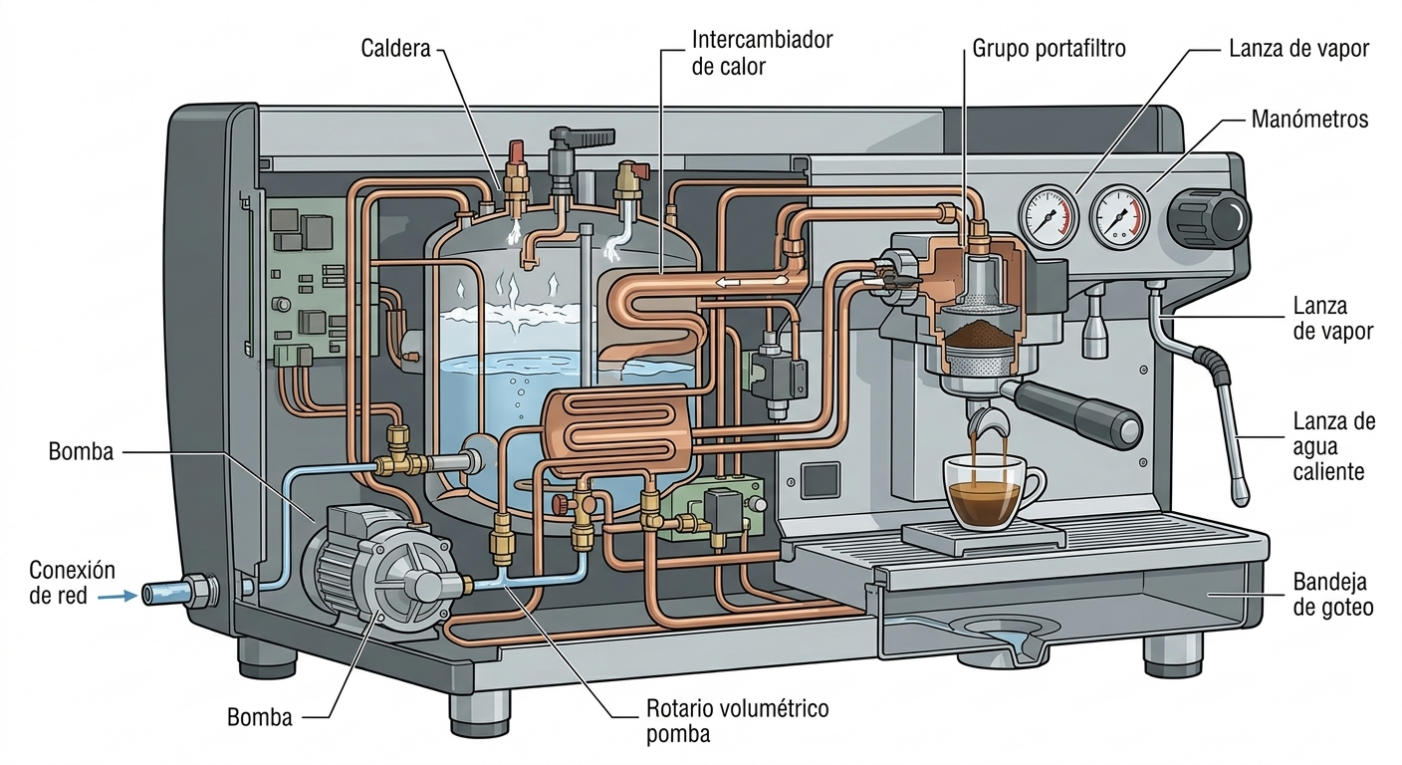 Caldera
Intercambiador
de calor
Grupo portafiltro
Lanza de vapor
Manómetros
Lanza
de vapor
Lanza de
agua
caliente
Bomba
Conexión
de red
Bandeja
de goteo
Bomba
Rotario volumétrico
pomba